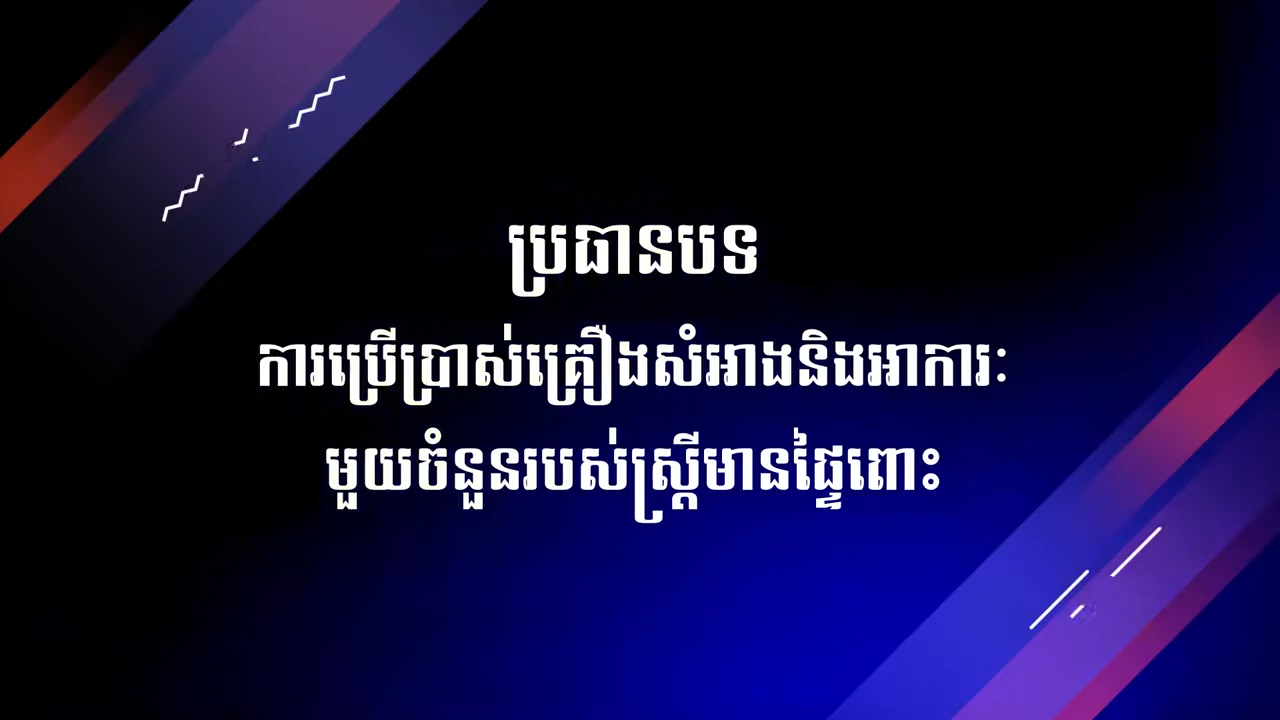 ប្រធានបទ
ការប្រើប្រាស់គ្រឿងសំអាងនិងអាការៈ
មួយចំនួនរបស់ស្ត្រីមានផ្ទៃពោះ